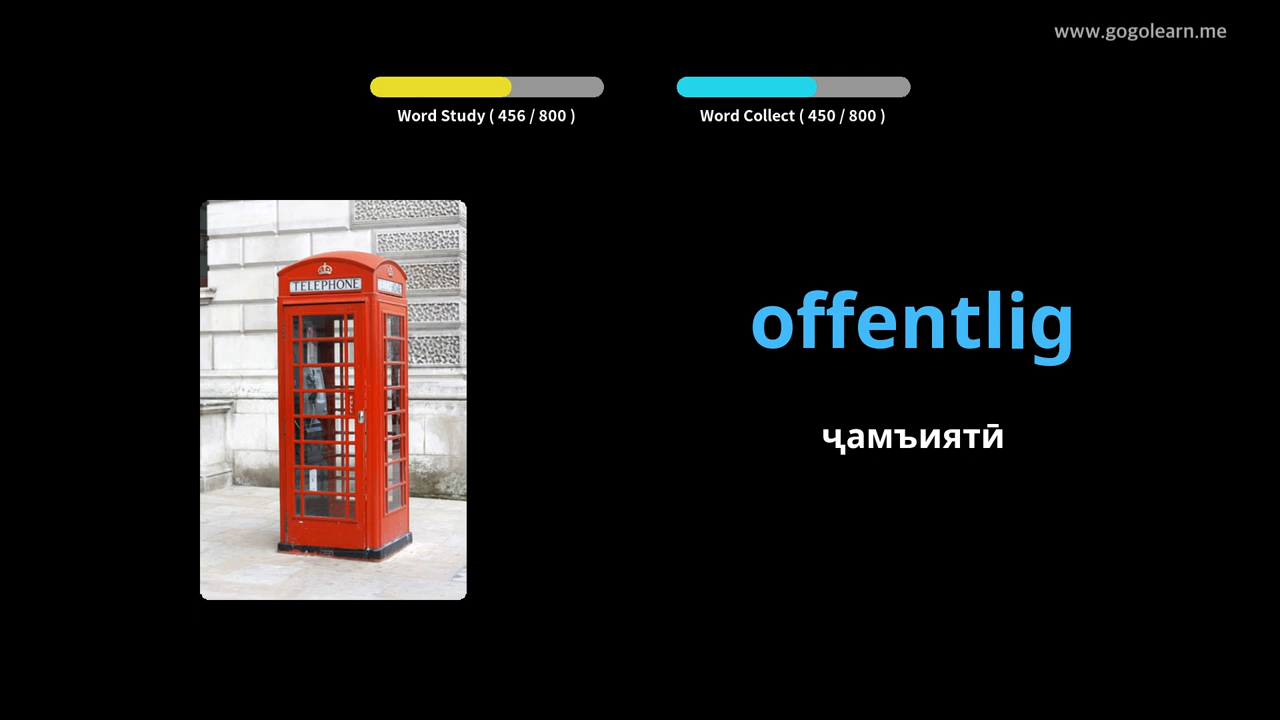 www.gogolearn.me
Word Study ( 456 / 800 )
Word Collect ( 450 / 800 )
TELEPHONE
offentlig
ҷамъиятӣ